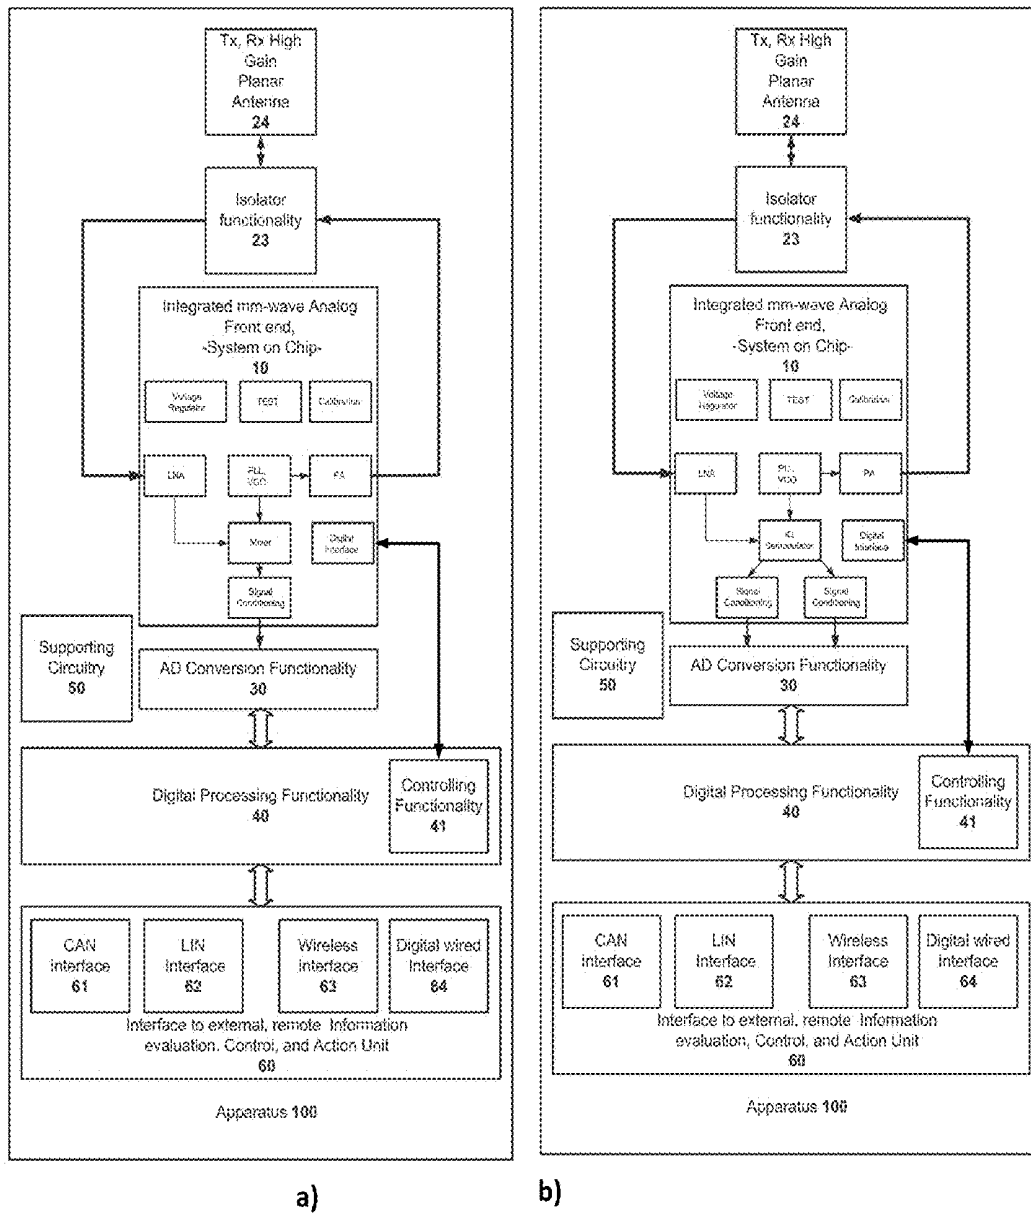 Tx, Rx High
Gain
Planar
Antenna
24
Isolator
functionality
23
Integrated mm-wave Analog
Front end,
-System on Chip-
10
Voltage
Regulator
TEST
Calibration
LNA
PLL,
VCO
PA
Mixer
Digital
Interface
Signal
Conditioning
Supporting
Circuitry
50
AD Conversion Functionality
30
Digital Processing Functionality
40
Controlling
Functionality
41
CAN
interface
61
LIN
Interface
62
Wireless
interface
63
Digital wired
Interface
64
Interface to external, remote Information
evaluation, Control, and Action Unit
60
Apparatus 100
a)
Tx, Rx High
Gain
Planar
Antenna
24
Isolator
functionality
23
Integrated mm-wave Analog
Front end,
-System on Chip-
10
Voltage
Regulator
TEST
Calibration
LNA
PLL,
VCO
PA
Digital
Interface
Signal
Conditioning
Signal
Conditioning
Supporting
Circuitry
50
AD Conversion Functionality
30
Digital Processing Functionality
40
Controlling
Functionality
41
CAN
interface
61
LIN
Interface
62
Wireless
interface
63
Digital wired
interface
64
Interface to external, remote Information
evaluation, Control, and Action Unit
60
Apparatus 100
b)